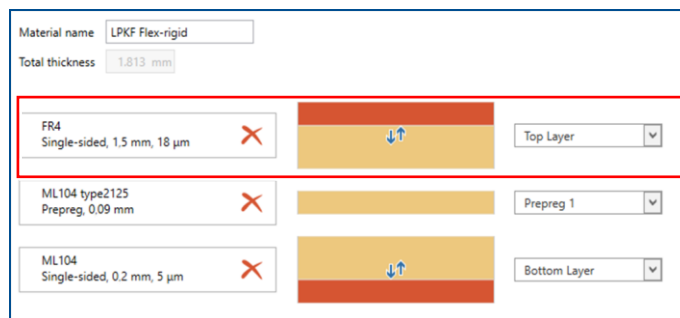 Material name LPKF Flex-rigid
Total thickness 1.813 mm
FR4
Single-sided, 1.5 mm, 18 µm
Top Layer
ML104 type2125
Prepreg, 0,09 mm
Prepreg 1
ML104
Single-sided, 0.2 mm, 5 µm
Bottom Layer